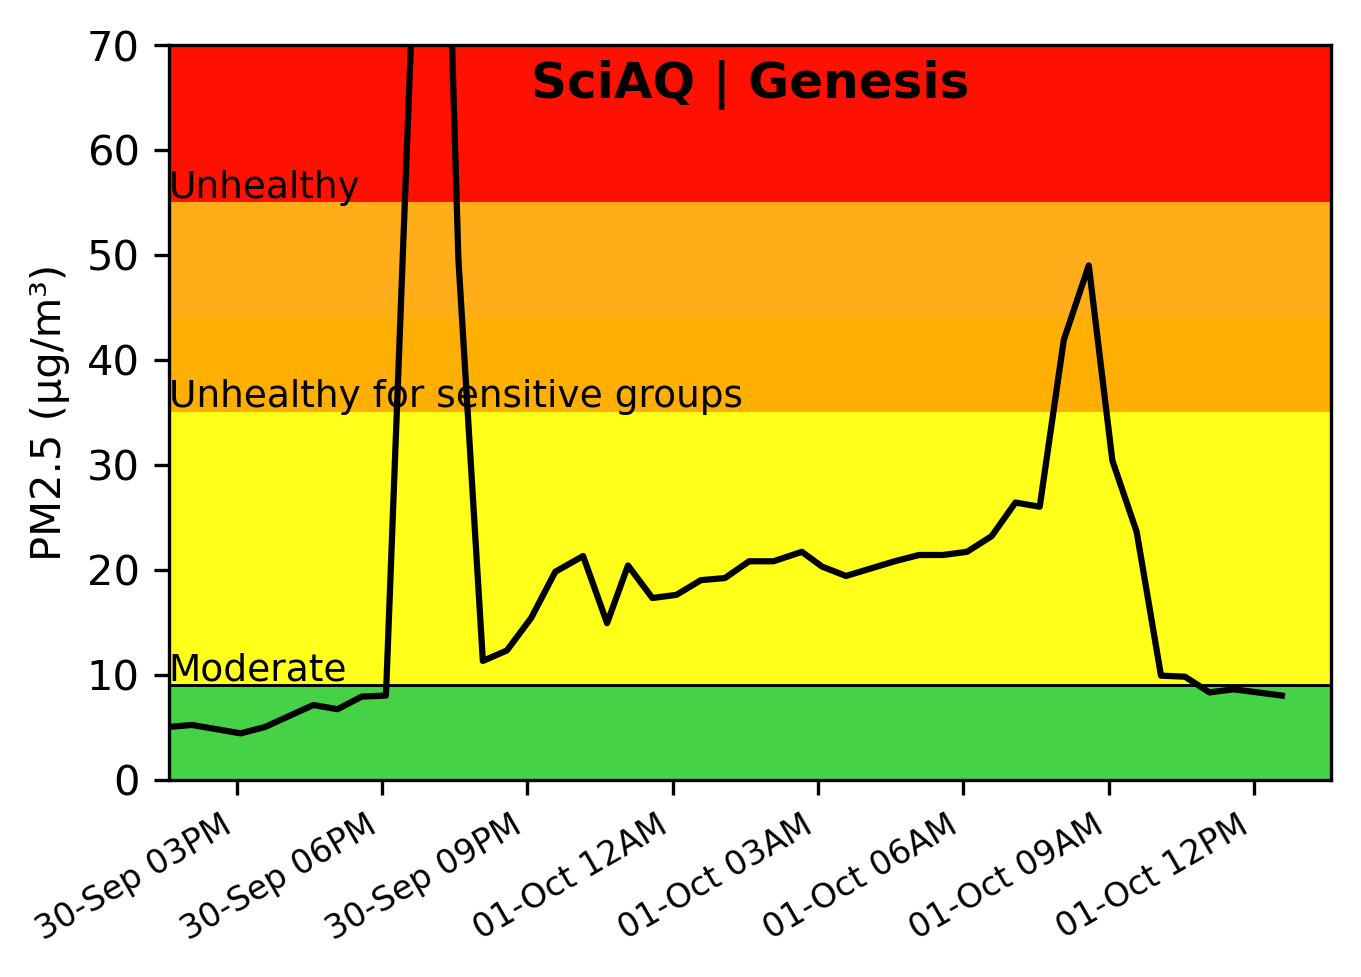 SciAQ | Genesis
70
60
50
40
30
20
10
0
PM2.5 (µg/m³)
Unhealthy
Unhealthy for sensitive groups
Moderate
30-Sep 03PM
30-Sep 06PM
30-Sep 09PM
01-Oct 12AM
01-Oct 03AM
01-Oct 06AM
01-Oct 09AM
01-Oct 12PM